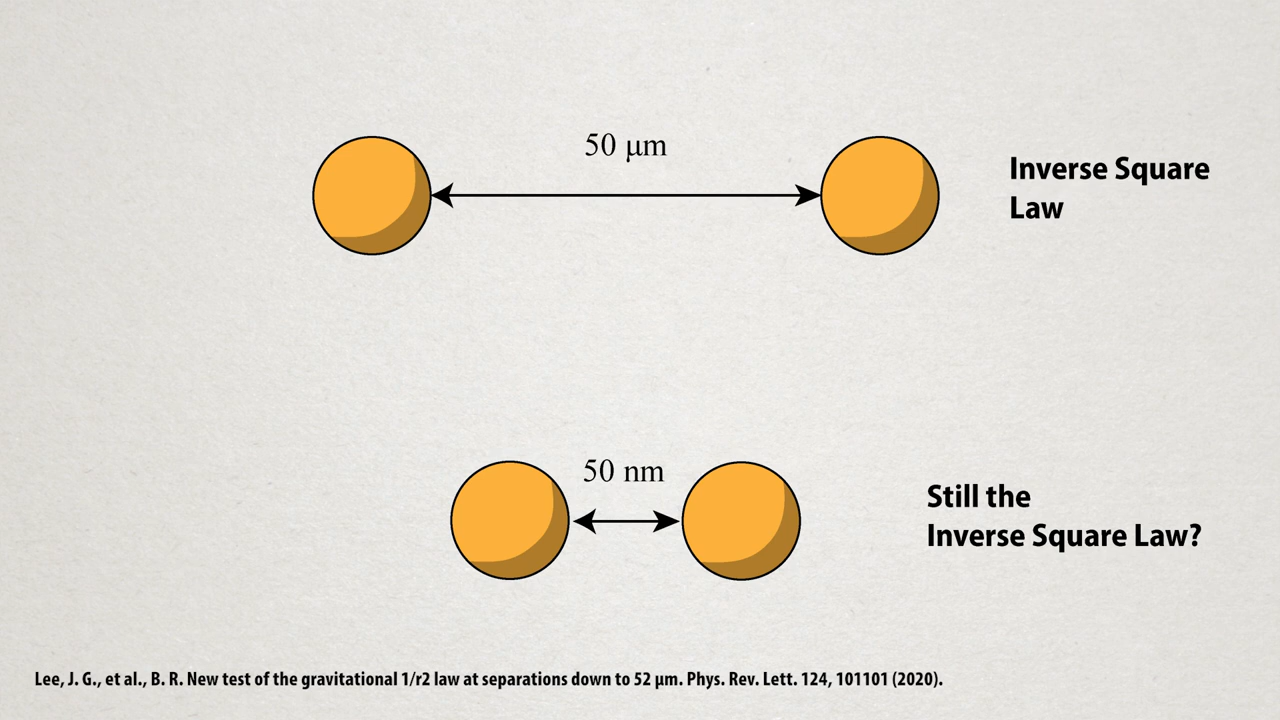 50 μm
Inverse Square
Law
50 nm
Still the
Inverse Square Law?
Lee, J. G., et al., B. R. New test of the gravitational 1/r2 law at separations down to 52 μm. Phys. Rev. Lett. 124, 101101 (2020).